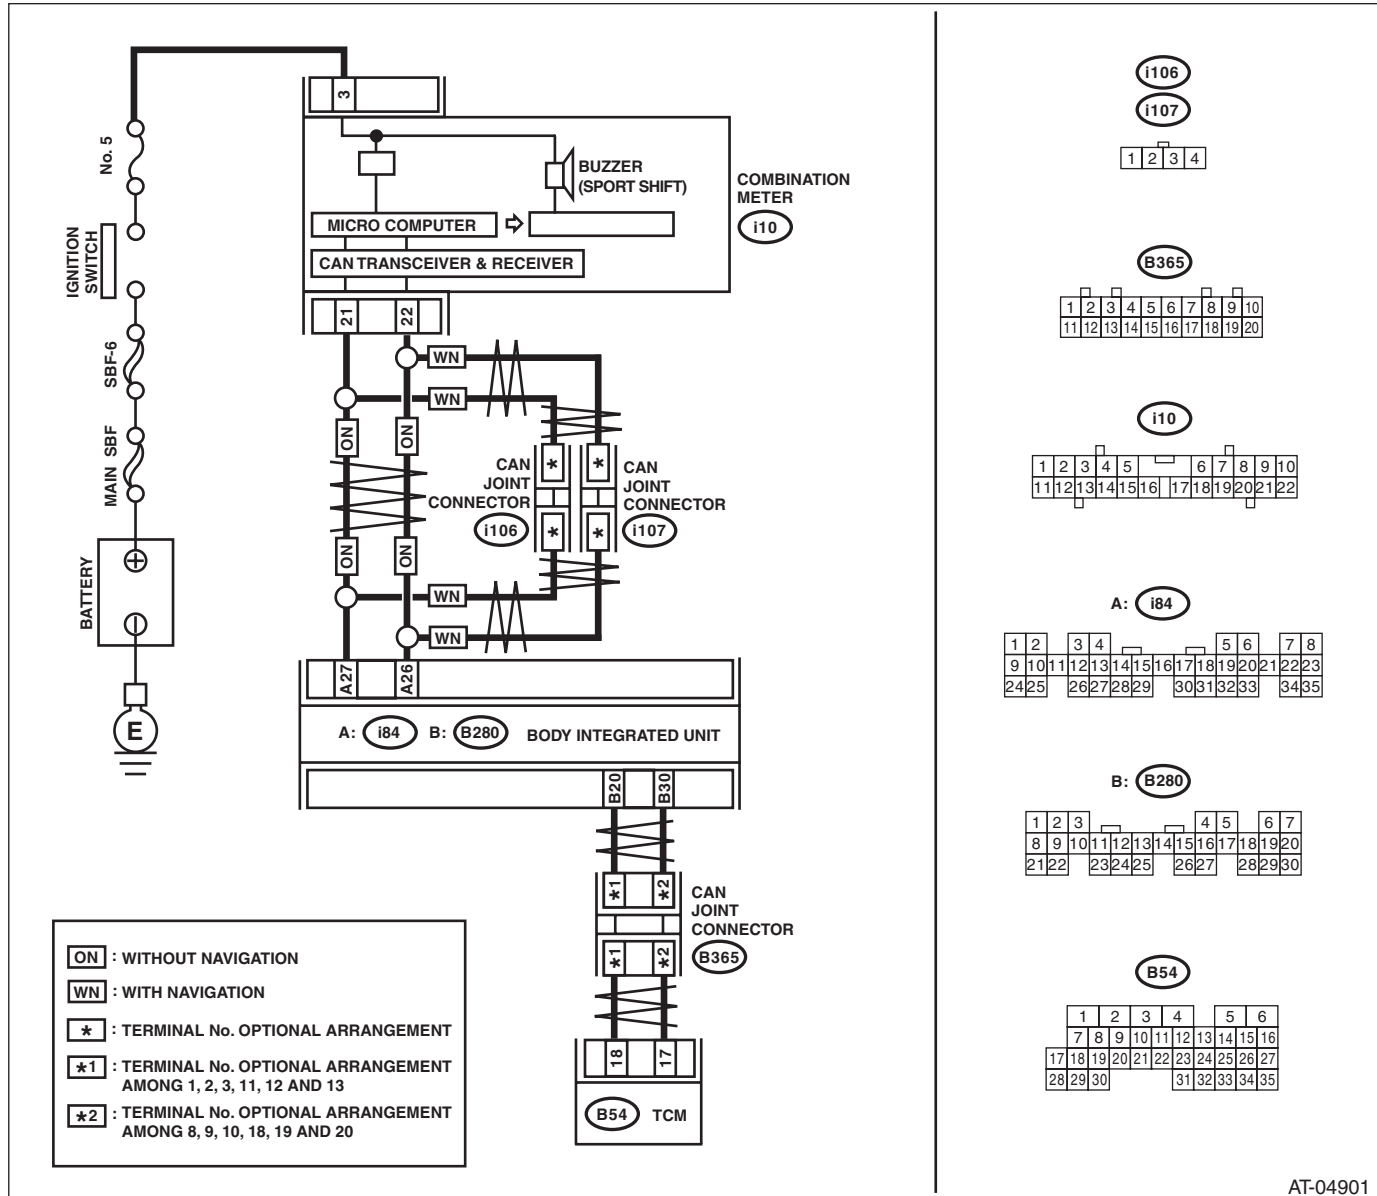 3
No. 5
IGNITION
SWITCH
SBF-6
MAIN SBF
BATTERY
E
BUZZER
(SPORT SHIFT)
MICRO COMPUTER
CAN TRANSCEIVER & RECEIVER
COMBINATION
METER
i10
21 22
WN
WN
ON ON
CAN
JOINT
CONNECTOR
i106
* *
* *
CAN
JOINT
CONNECTOR
i107
ON ON
WN
WN
A27 A26
A: i84 B: B280 BODY INTEGRATED UNIT
B20 B30
*1 *2
CAN
JOINT
CONNECTOR
B365
*1 *2
18 17
B54 TCM
ON : WITHOUT NAVIGATION
WN : WITH NAVIGATION
* : TERMINAL No. OPTIONAL ARRANGEMENT
*1 : TERMINAL No. OPTIONAL ARRANGEMENT
AMONG 1, 2, 3, 11, 12 AND 13
*2 : TERMINAL No. OPTIONAL ARRANGEMENT
AMONG 8, 9, 10, 18, 19 AND 20
i106
i107
1 2 3 4
B365
1 2 3 4 5 6 7 8 9 10
11 12 13 14 15 16 17 18 19 20
i10
1 2 3 4 5 6 7 8 9 10
11 12 13 14 15 16 17 18 19 20 21 22
A: i84
1 2 3 4 5 6 7 8
9 10 11 12 13 14 15 16 17 18 19 20 21 22 23
24 25 26 27 28 29 30 31 32 33 34 35
B: B280
1 2 3 4 5 6 7
8 9 10 11 12 13 14 15 16 17 18 19 20
21 22 23 24 25 26 27 28 29 30
B54
1 2 3 4 5 6
7 8 9 10 11 12 13 14 15 16
17 18 19 20 21 22 23 24 25 26 27
28 29 30 31 32 33 34 35
AT-04901